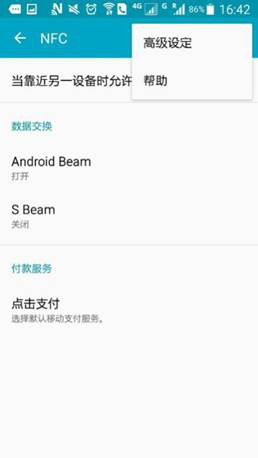 4G G R 86% 16:42
NFC
高级设定
当靠近另一设备时允许
帮助
数据交换
Android Beam
打开
S Beam
关闭
付款服务
点击支付
选择默认移动支付服务。